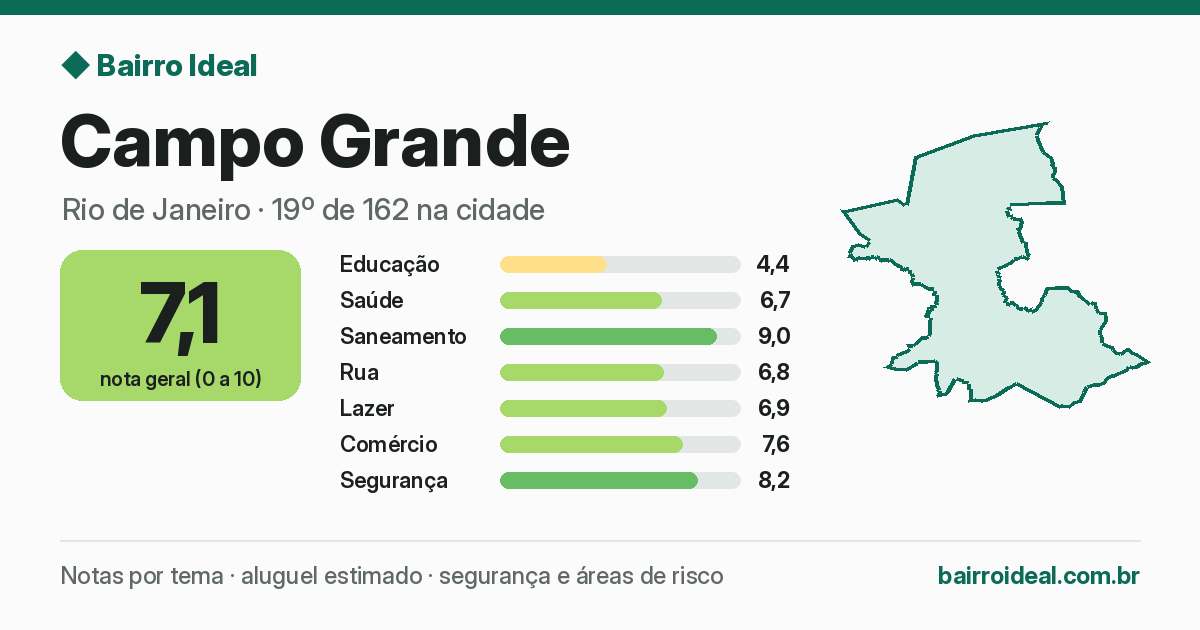 Bairro Ideal
Campo Grande
Rio de Janeiro · 19º de 162 na cidade
7,1
nota geral (0 a 10)
Educação 4,4
Saúde 6,7
Saneamento 9,0
Rua 6,8
Lazer 6,9
Comércio 7,6
Segurança 8,2
Notas por tema · aluguel estimado · segurança e áreas de risco
bairroideal.com.br